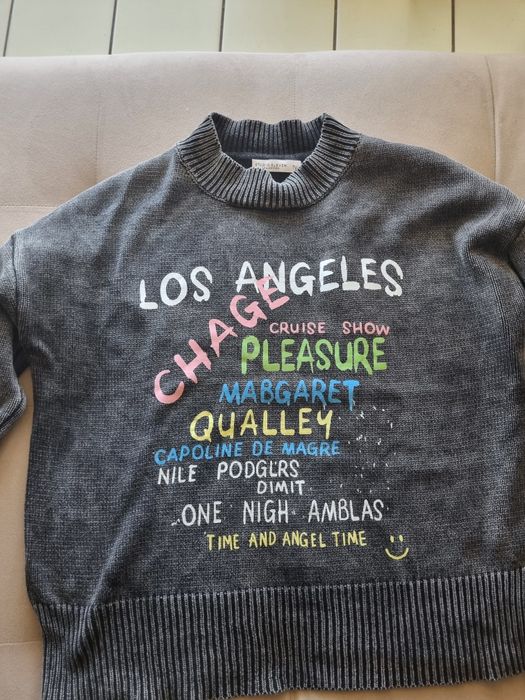 LOS ANGELES
CHAGE
CRUISE SHOW
PLEASURE
MABGARET
QUALLEY
CAPOLINE DE MAGRE
NILE PODGERS
DIMIT
ONE NIGH AMBLAS
TIME AND ANGEL TIME